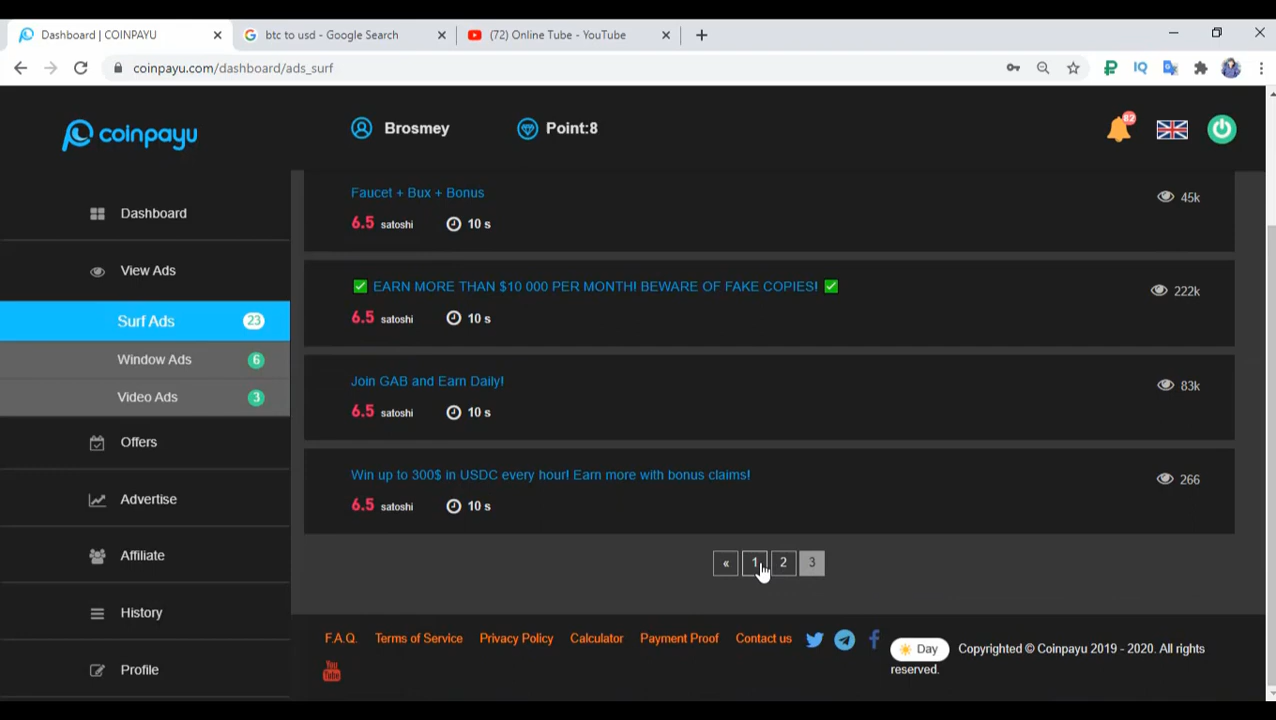 Dashboard | COINPAYU
btc to usd - Google Search
(72) Online Tube - YouTube
coinpayu.com/dashboard/ads_surf
IQ
coinpayu
Brosmey
Point:8
82
Dashboard
View Ads
Surf Ads 23
Window Ads 6
Video Ads 3
Offers
Advertise
Affiliate
History
Profile
Faucet + Bux + Bonus
45k
6.5 satoshi 10 s
✅ EARN MORE THAN $10 000 PER MONTH! BEWARE OF FAKE COPIES! ✅
222k
6.5 satoshi 10 s
Join GAB and Earn Daily!
83k
6.5 satoshi 10 s
Win up to 300$ in USDC every hour! Earn more with bonus claims!
266
6.5 satoshi 10 s
« 1 2 3
F.A.Q. Terms of Service Privacy Policy Calculator Payment Proof Contact us
You Tube
Day
Copyrighted © Coinpayu 2019 - 2020. All rights
reserved.